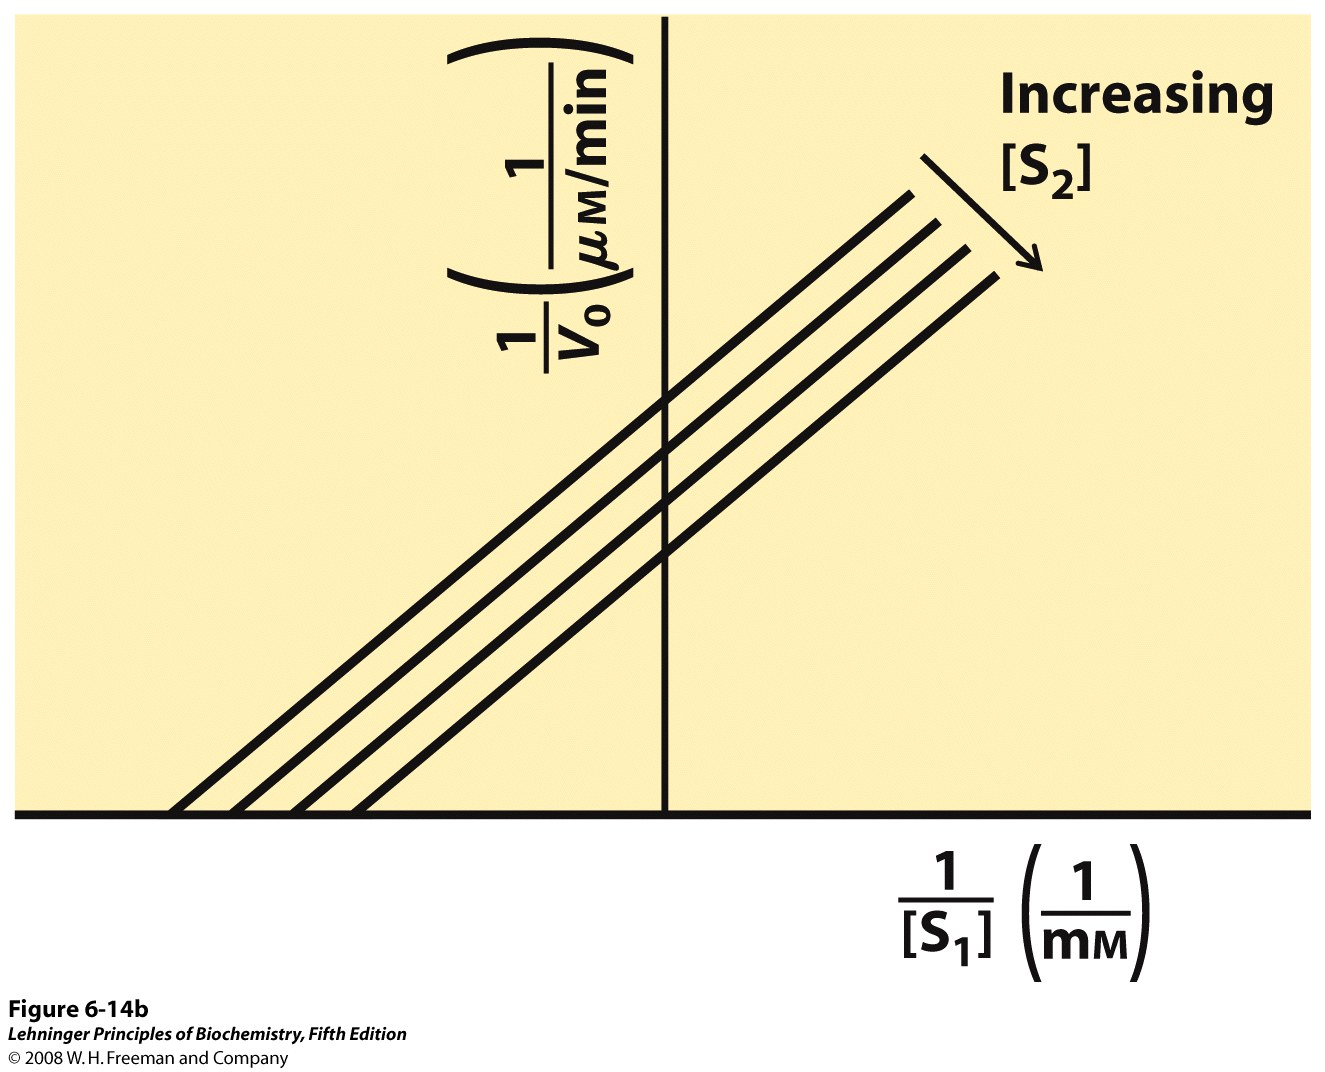 1/V₀ (1/μM/min)
Increasing
[S₂]
1/[S₁] (1/mM)
Figure 6-14b
Lehninger Principles of Biochemistry, Fifth Edition
© 2008 W. H. Freeman and Company